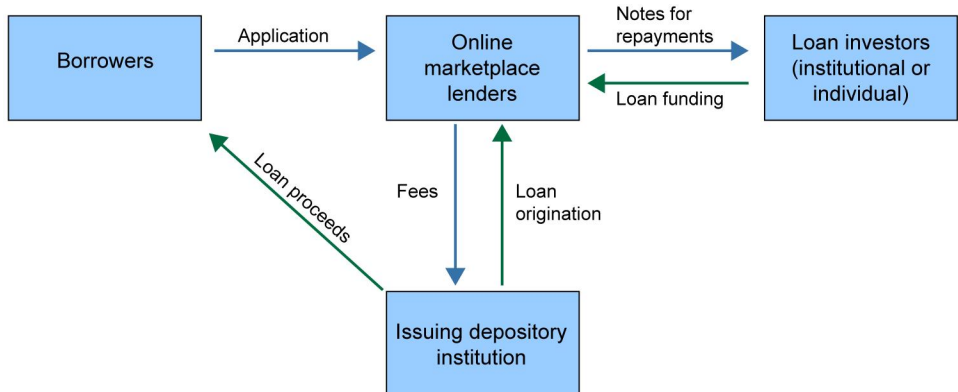 Borrowers
Application
Online
marketplace
lenders
Notes for
repayments
Loan funding
Loan investors
(institutional or
individual)
Loan proceeds
Fees
Loan
origination
Issuing depository
institution